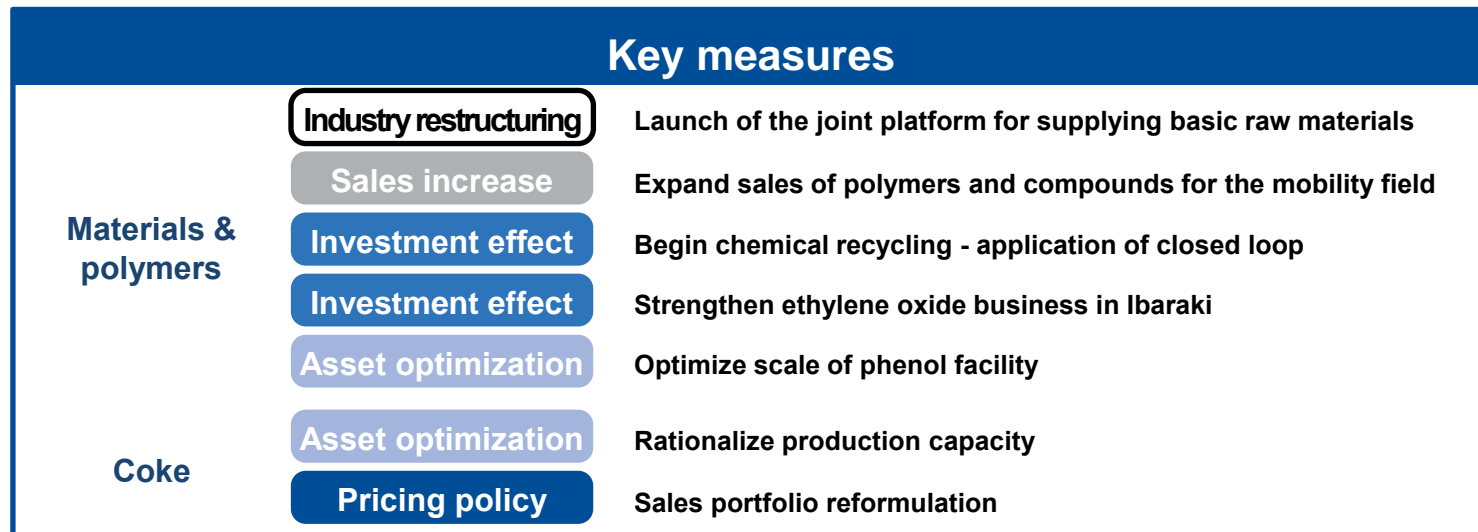 Key measures
Materials &
polymers
Industry restructuring Launch of the joint platform for supplying basic raw materials
Sales increase Expand sales of polymers and compounds for the mobility field
Investment effect Begin chemical recycling - application of closed loop
Investment effect Strengthen ethylene oxide business in Ibaraki
Asset optimization Optimize scale of phenol facility
Coke
Asset optimization Rationalize production capacity
Pricing policy Sales portfolio reformulation